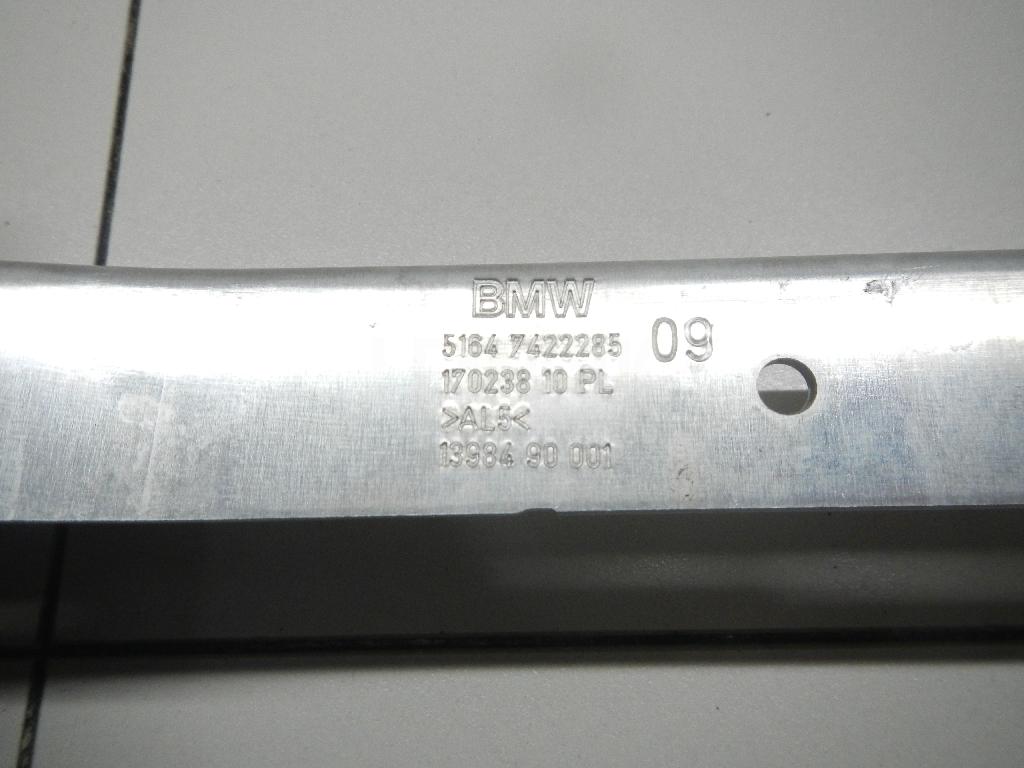 BMW
5164 7422285 09
170238 10 PL
>AL5<
13984 90 001